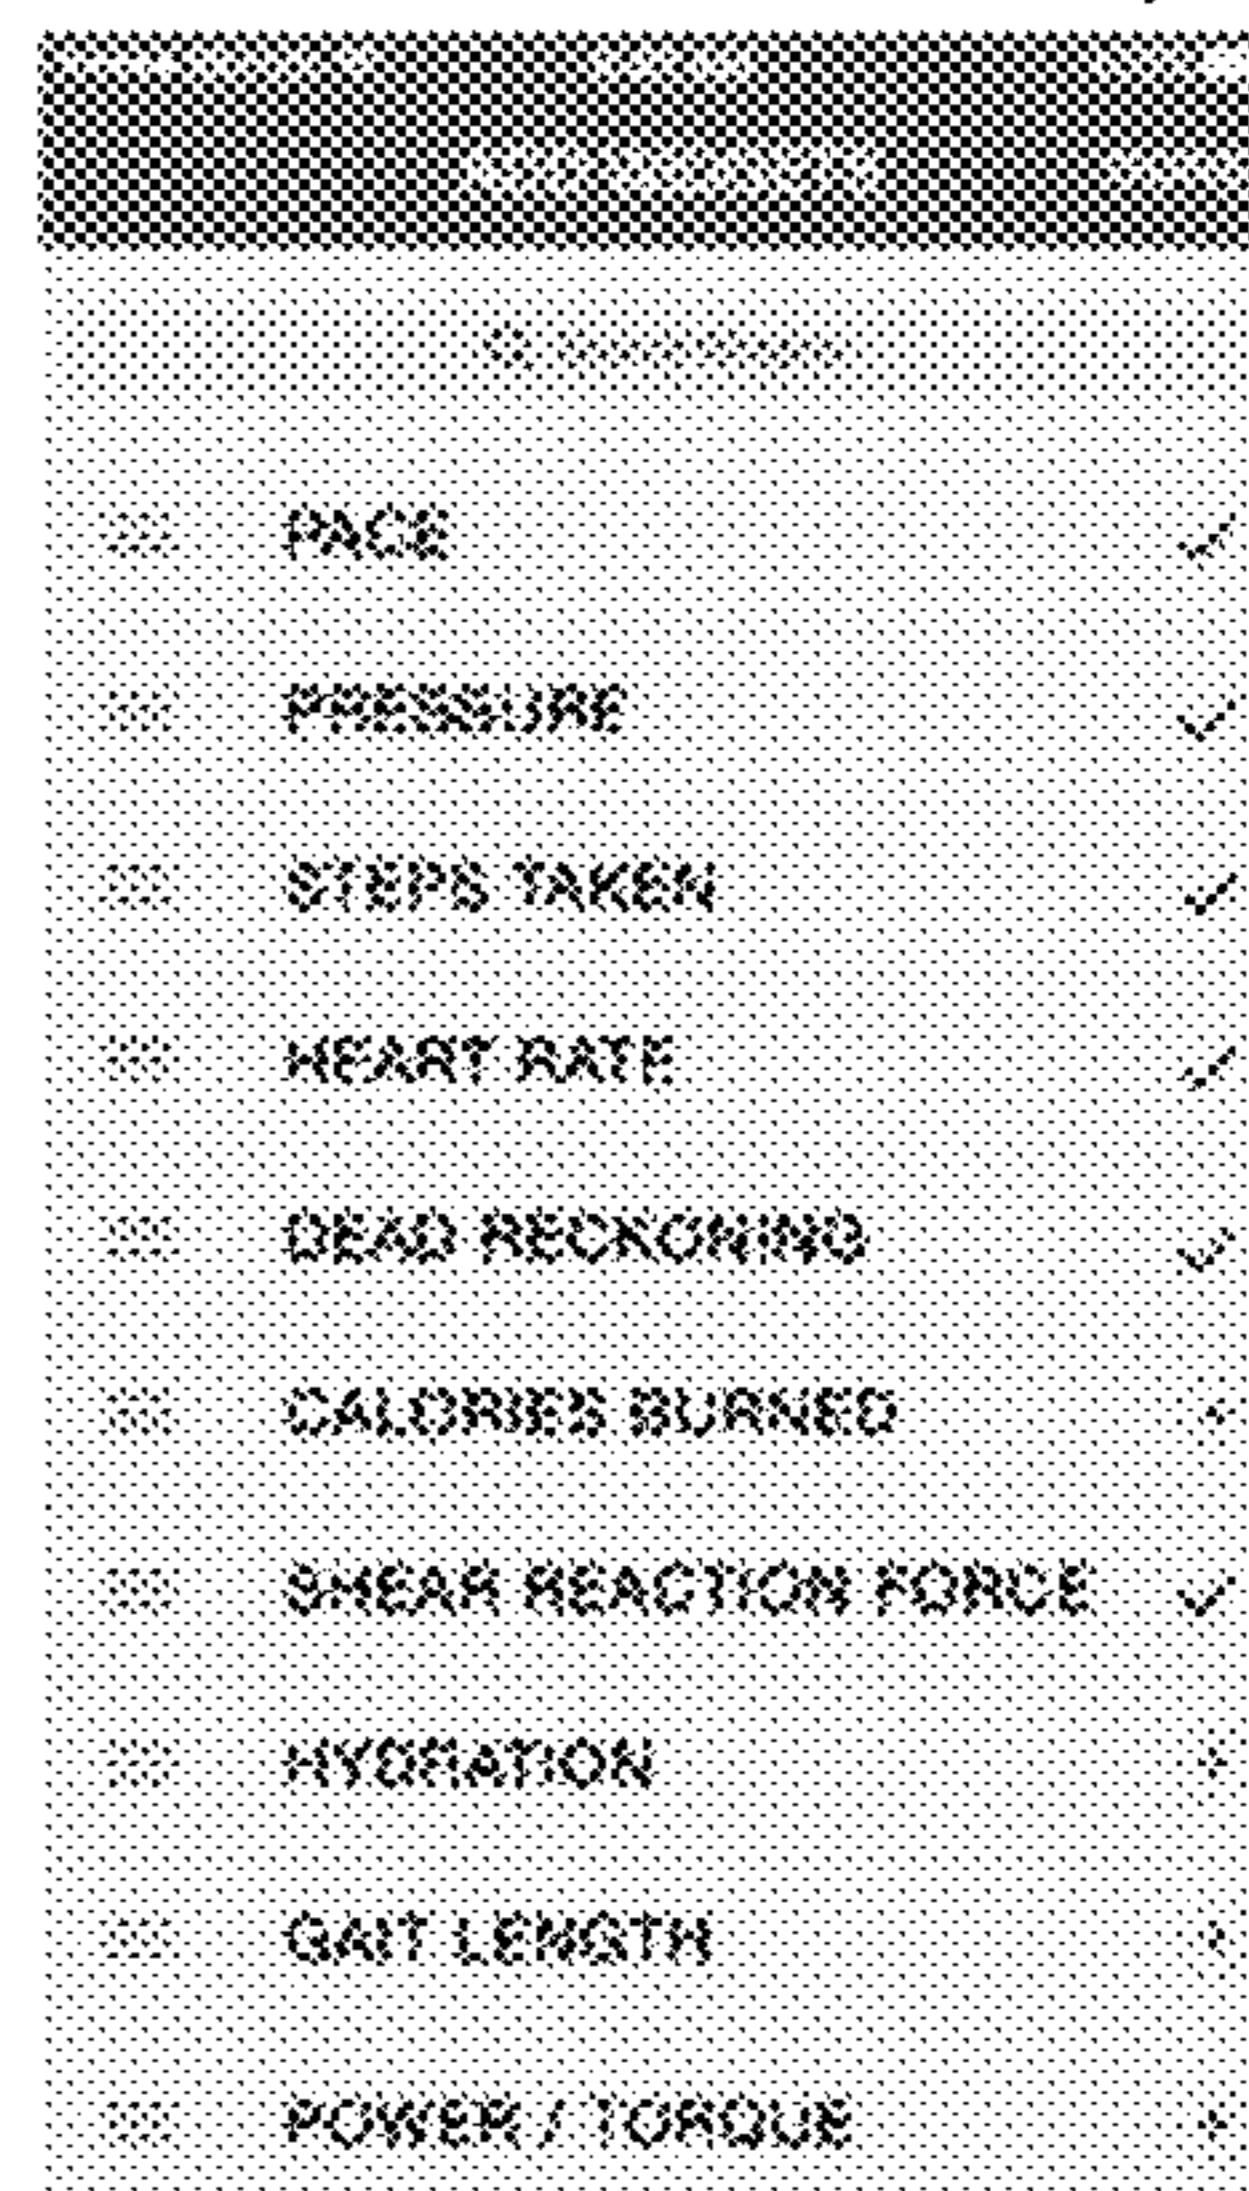 PACE
PRESSURE
STEPS TAKEN
HEART RATE
DEAD RECKONING
CALORIES BURNED
SHEAR REACTION FORCE
HYDRATION
GAIT LENGTH
POWER / TORQUE